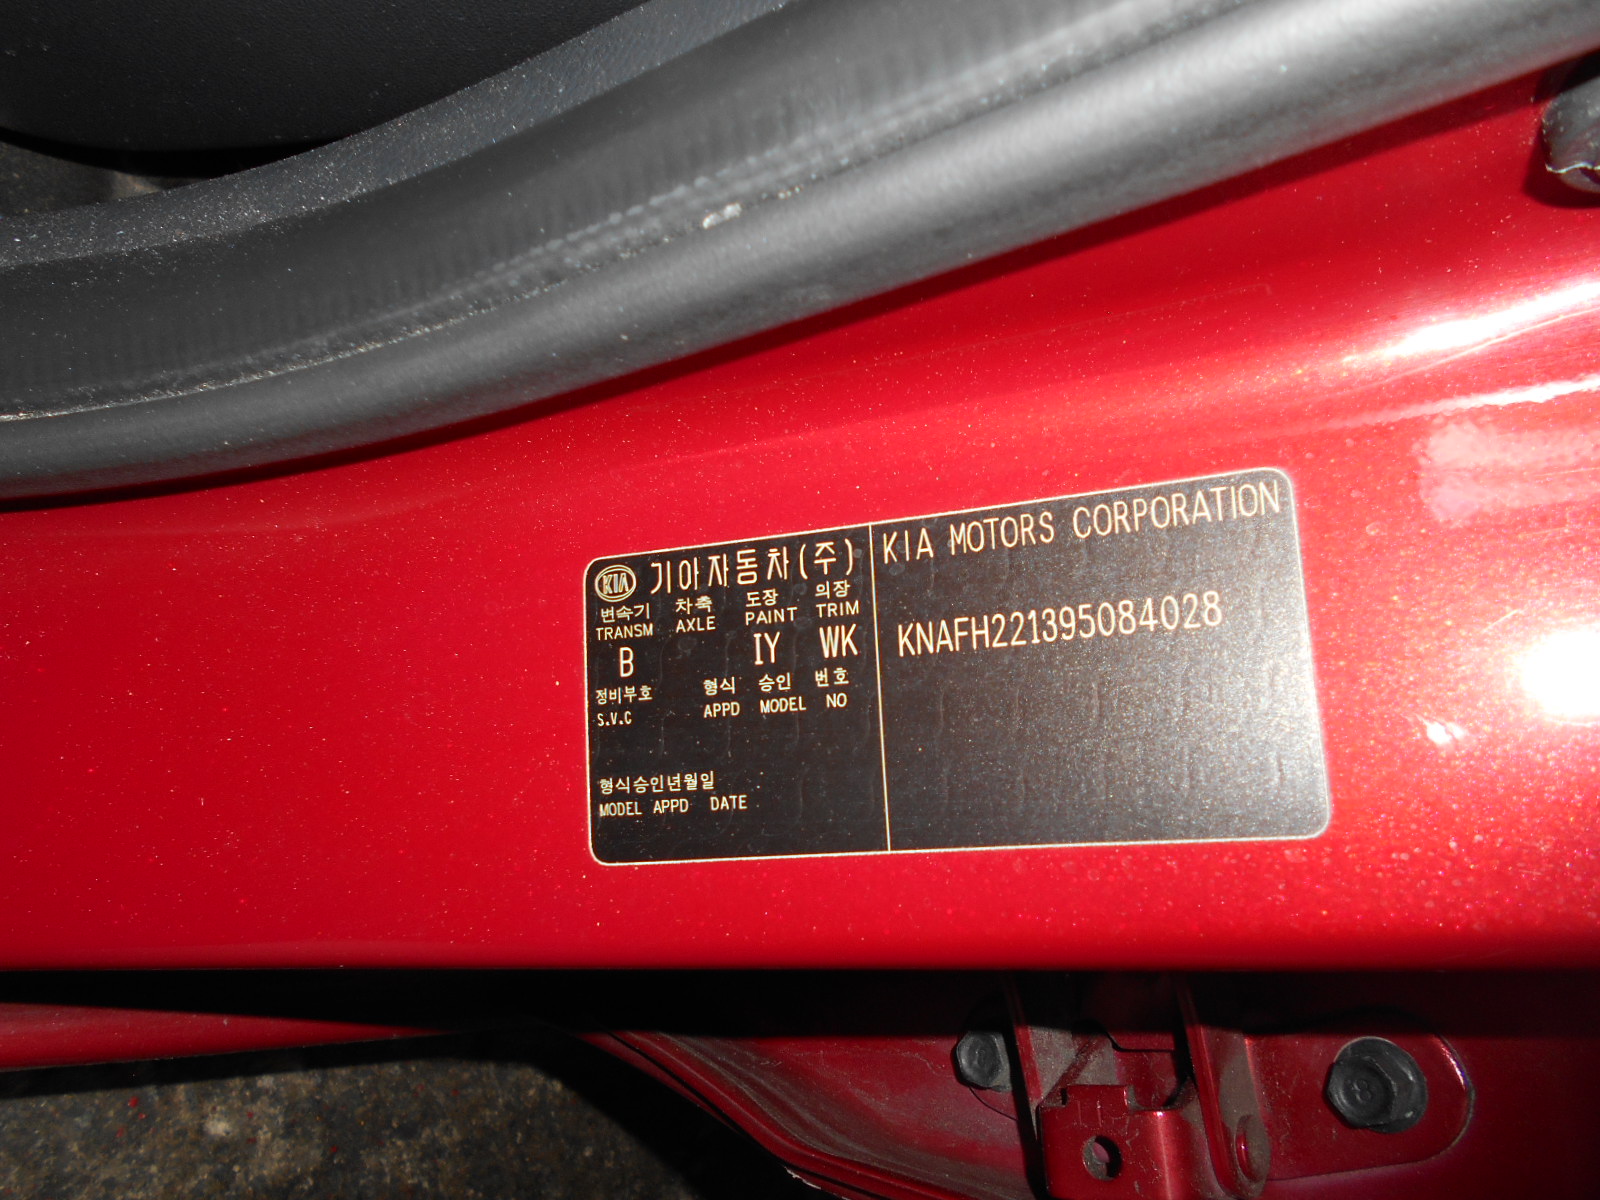 KIA 기아자동차(주)
변속기 차축 도장 의장
TRANSM AXLE PAINT TRIM
B IY WK
정비부호 형식 승인 번호
S.V.C APPD MODEL NO
형식승인년월일
MODEL APPD DATE
KIA MOTORS CORPORATION
KNAFH221395084028
8